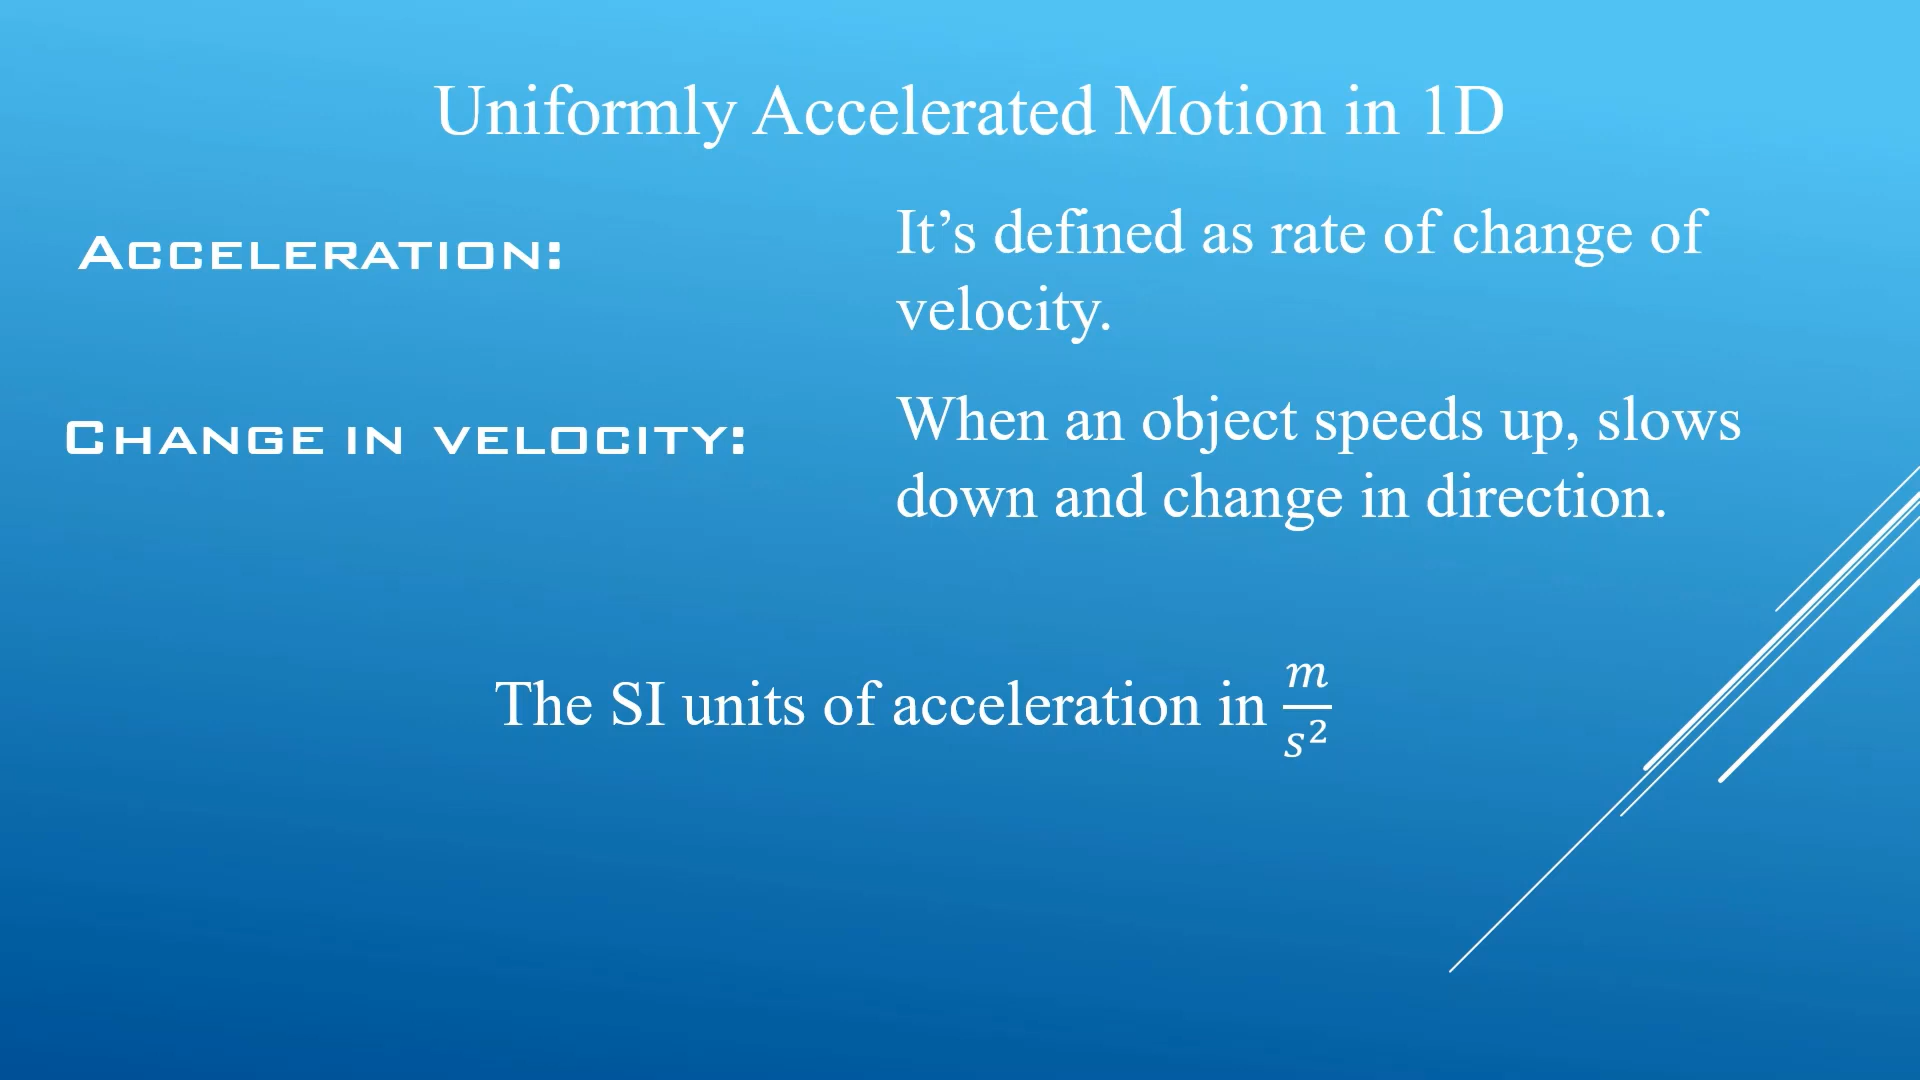 Uniformly Accelerated Motion in 1D
Acceleration:
It’s defined as rate of change of
velocity.
Change in velocity:
When an object speeds up, slows
down and change in direction.
The SI units of acceleration in m/s²